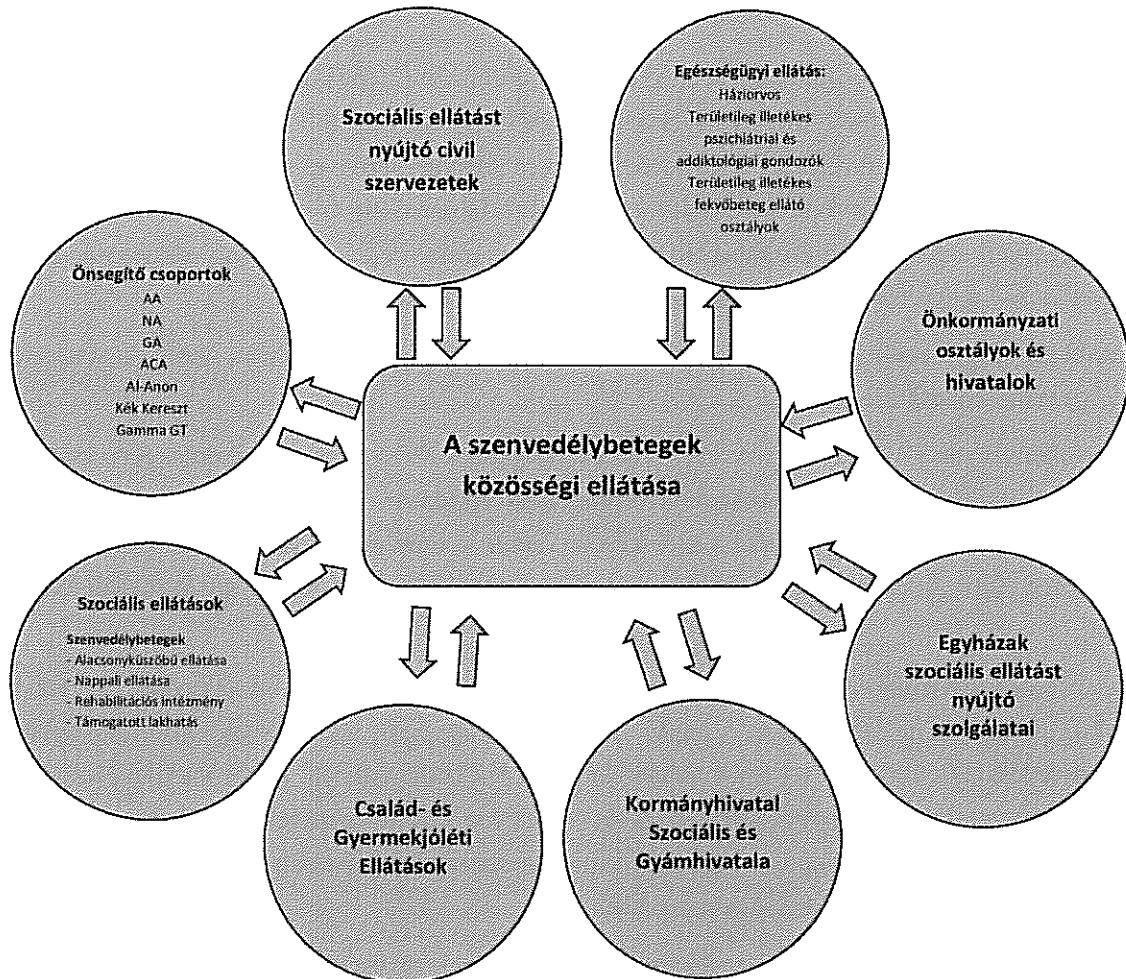 Szociális ellátást
nyújtó civil
szervezetek
Egészségügyi ellátás:
Háziorvos
Területileg illetékes
pszichiátriai és
addiktológiai gondozók
Területileg illetékes
fekvőbeteg ellátó
osztályok
Önsegítő csoportok
AA
NA
GA
ACA
Al-Anon
Kék Kereszt
Gamma GT
Önkormányzati
osztályok és
hivatalok
A szenvedélybetegek
közösségi ellátása
Szociális ellátások
Szenvedélybetegek
- Alacsonyküszöbű ellátása
- Nappali ellátása
- Rehabilitációs intézmény
- Támogatott lakhatás
Egyházak
szociális ellátást
nyújtó
szolgálatai
Család- és
Gyermekjóléti
Ellátások
Kormányhivatal
Szociális és
Gyámhivatala